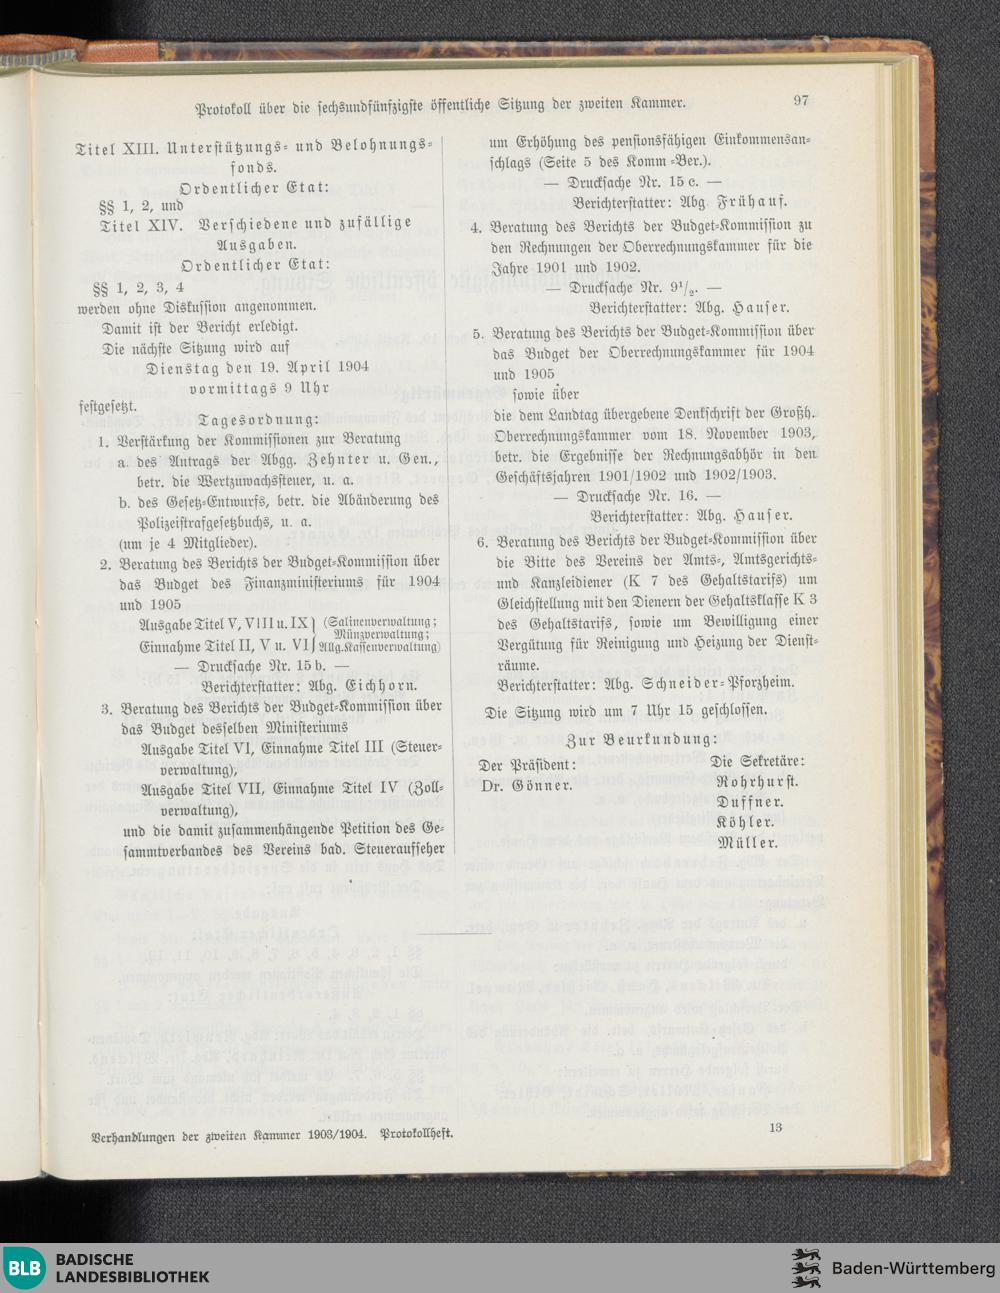 Protokoll über die sechsundfünfzigste öffentliche Sitzung der zweiten Kammer.
97
Titel XIII. Unterstützungs- und Belohnungs-
fonds.
Ordentlicher Etat:
§§ 1, 2, und
Titel XIV. Verschiedene und zufällige
Ausgaben.
Ordentlicher Etat:
§§ 1, 2, 3, 4
werden ohne Diskussion angenommen.
Damit ist der Bericht erledigt.
Die nächste Sitzung wird auf
Dienstag den 19. April 1904
vormittags 9 Uhr
festgesetzt.
Tagesordnung:
1. Verstärkung der Kommissionen zur Beratung
a. des Antrags der Abgg. Zehnter u. Gen.,
betr. die Wertzuwachssteuer, u. a.
b. des Gesetz-Entwurfs, betr. die Abänderung des
Polizeistrafgesetzbuchs, u. a.
(um je 4 Mitglieder).
2. Beratung des Berichts der Budget-Kommission über
das Budget des Finanzministeriums für 1904
und 1905
Ausgabe Titel V, VIII u. IX } (Salinenverwaltung;
Münzverwaltung;
Einnahme Titel II, V u. VI } Allg. Kassenverwaltung)
— Drucksache Nr. 15 b. —
Berichterstatter: Abg. Eichhorn.
3. Beratung des Berichts der Budget-Kommission über
das Budget desselben Ministeriums
Ausgabe Titel VI, Einnahme Titel III (Steuer-
verwaltung),
Ausgabe Titel VII, Einnahme Titel IV (Zoll-
verwaltung),
und die damit zusammenhängende Petition des Ge-
sammtverbandes des Vereins bad. Steueraufseher
um Erhöhung des pensionsfähigen Einkommensan-
schlags (Seite 5 des Komm-Ber.).
— Drucksache Nr. 15 c. —
Berichterstatter: Abg. Frühauf.
4. Beratung des Berichts der Budget-Kommission zu
den Rechnungen der Oberrechnungskammer für die
Jahre 1901 und 1902.
— Drucksache Nr. 9¹/₂. —
Berichterstatter: Abg. Hauser.
5. Beratung des Berichts der Budget-Kommission über
das Budget der Oberrechnungskammer für 1904
und 1905
sowie über
die dem Landtag übergebene Denkschrift der Großh.
Oberrechnungskammer vom 18. November 1903,
betr. die Ergebnisse der Rechnungsabhör in den
Geschäftsjahren 1901/1902 und 1902/1903.
— Drucksache Nr. 16. —
Berichterstatter: Abg. Hauser.
6. Beratung des Berichts der Budget-Kommission über
die Bitte des Vereins der Amts-, Amtsgerichts-
und Kanzleidiener (K 7 des Gehaltstarifs) um
Gleichstellung mit den Dienern der Gehaltsklasse K 3
des Gehaltstarifs, sowie um Bewilligung einer
Vergütung für Reinigung und Heizung der Dienst-
räume.
Berichterstatter: Abg. Schneider-Pforzheim.
Die Sitzung wird um 7 Uhr 15 geschlossen.
Zur Beurkundung:
Der Präsident:
Dr. Gönner.
Die Sekretäre:
Rohrhurst.
Duffner.
Köhler.
Müller.
Verhandlungen der zweiten Kammer 1903/1904. Protokollheft.
13
BLB BADISCHE
LANDESBIBLIOTHEK
Baden-Württemberg